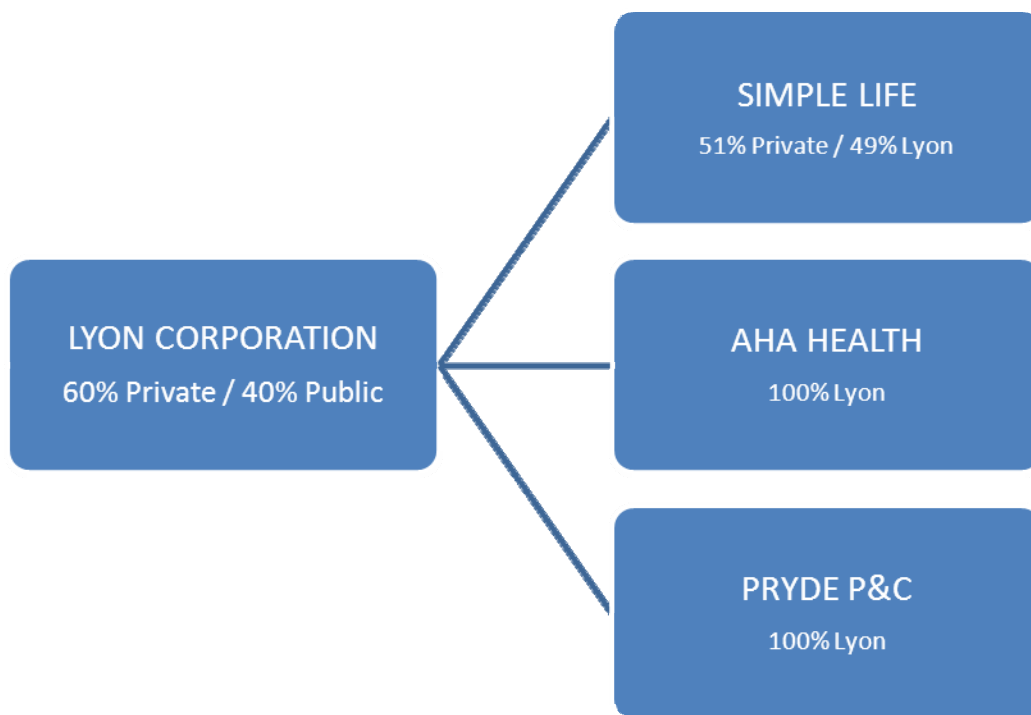 LYON CORPORATION
60% Private / 40% Public
SIMPLE LIFE
51% Private / 49% Lyon
AHA HEALTH
100% Lyon
PRYDE P&C
100% Lyon